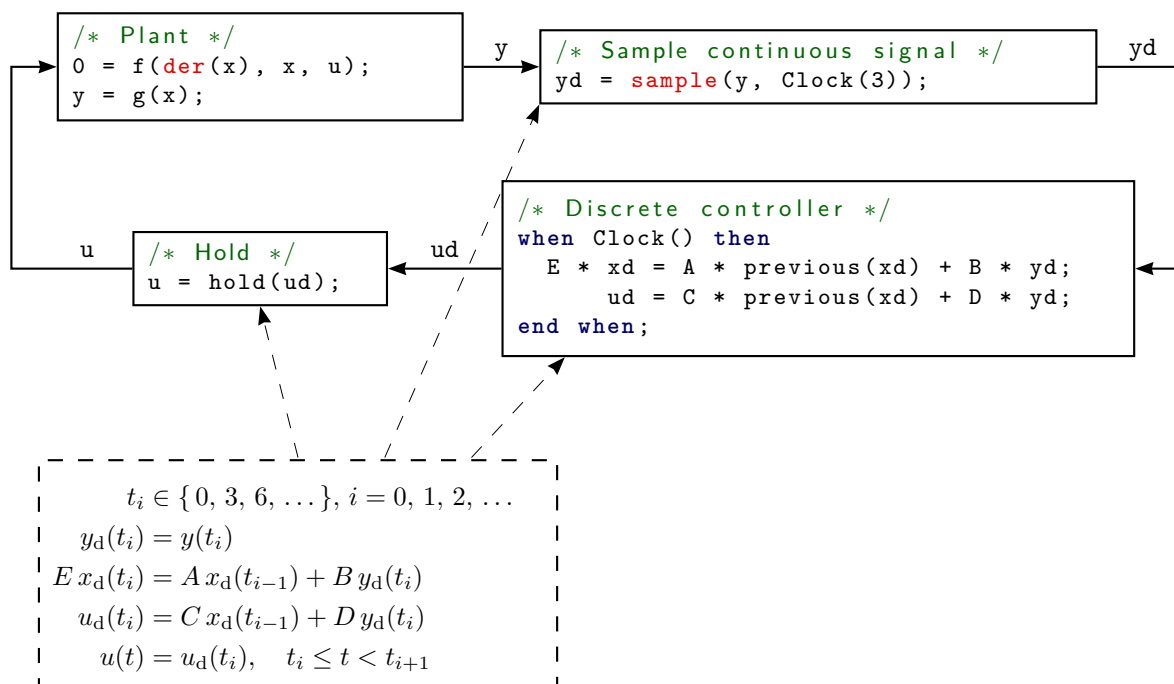 /* Plant */
0 = f(der(x), x, u);
y = g(x);
y
/* Sample continuous signal */
yd = sample(y, Clock(3));
yd
/* Discrete controller */
when Clock() then
E * xd = A * previous(xd) + B * yd;
ud = C * previous(xd) + D * yd;
end when;
ud
/* Hold */
u = hold(ud);
u
t_i ∈ { 0, 3, 6, … }, i = 0, 1, 2, …
y_d(t_i) = y(t_i)
E x_d(t_i) = A x_d(t_{i−1}) + B y_d(t_i)
u_d(t_i) = C x_d(t_{i−1}) + D y_d(t_i)
u(t) = u_d(t_i), t_i ≤ t < t_{i+1}